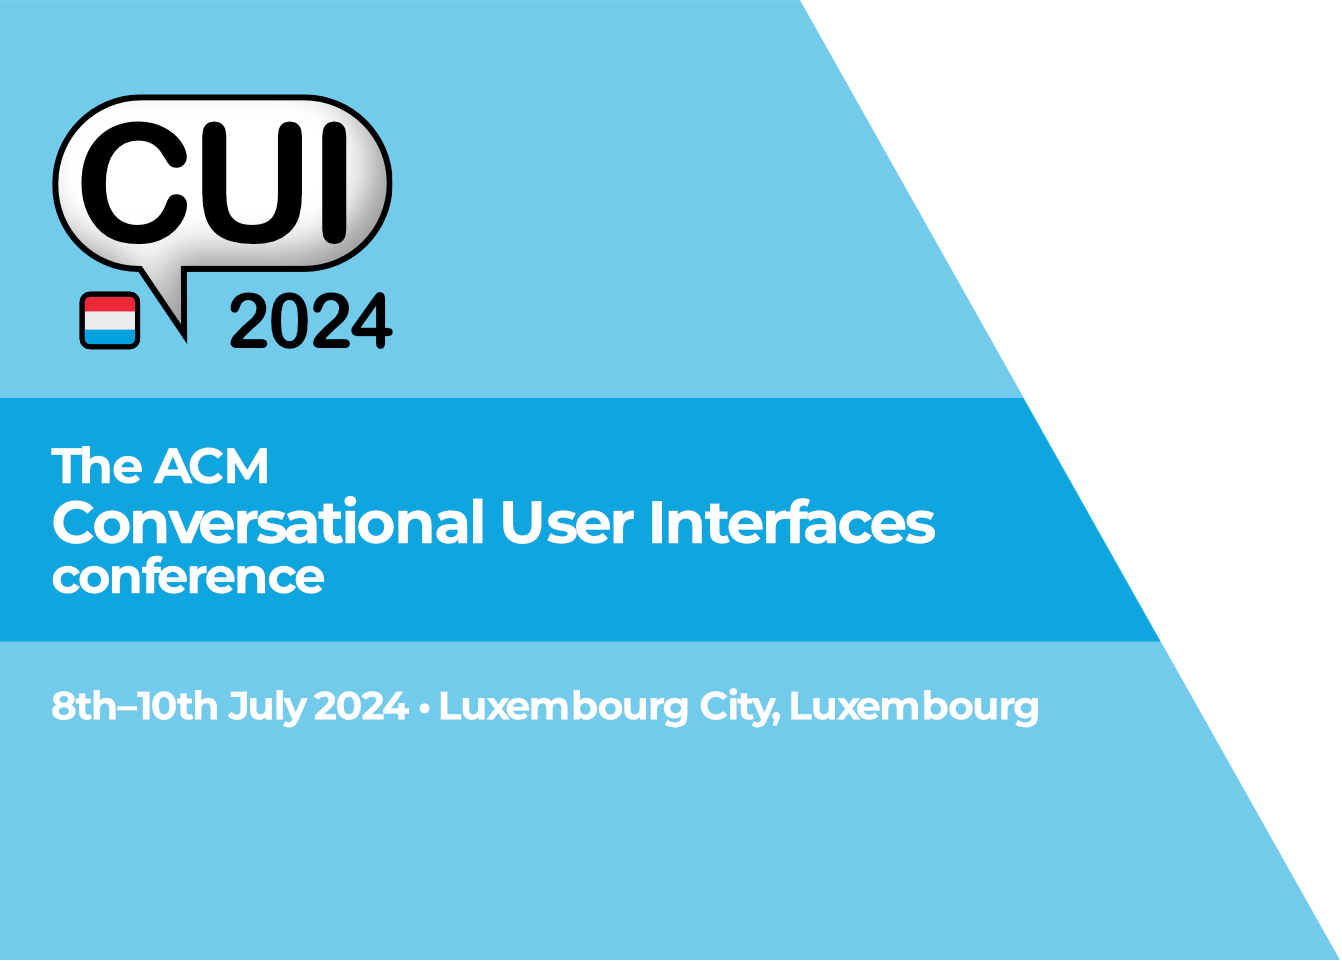 CUI
2024
The ACM
Conversational User Interfaces
conference
8th–10th July 2024 • Luxembourg City, Luxembourg